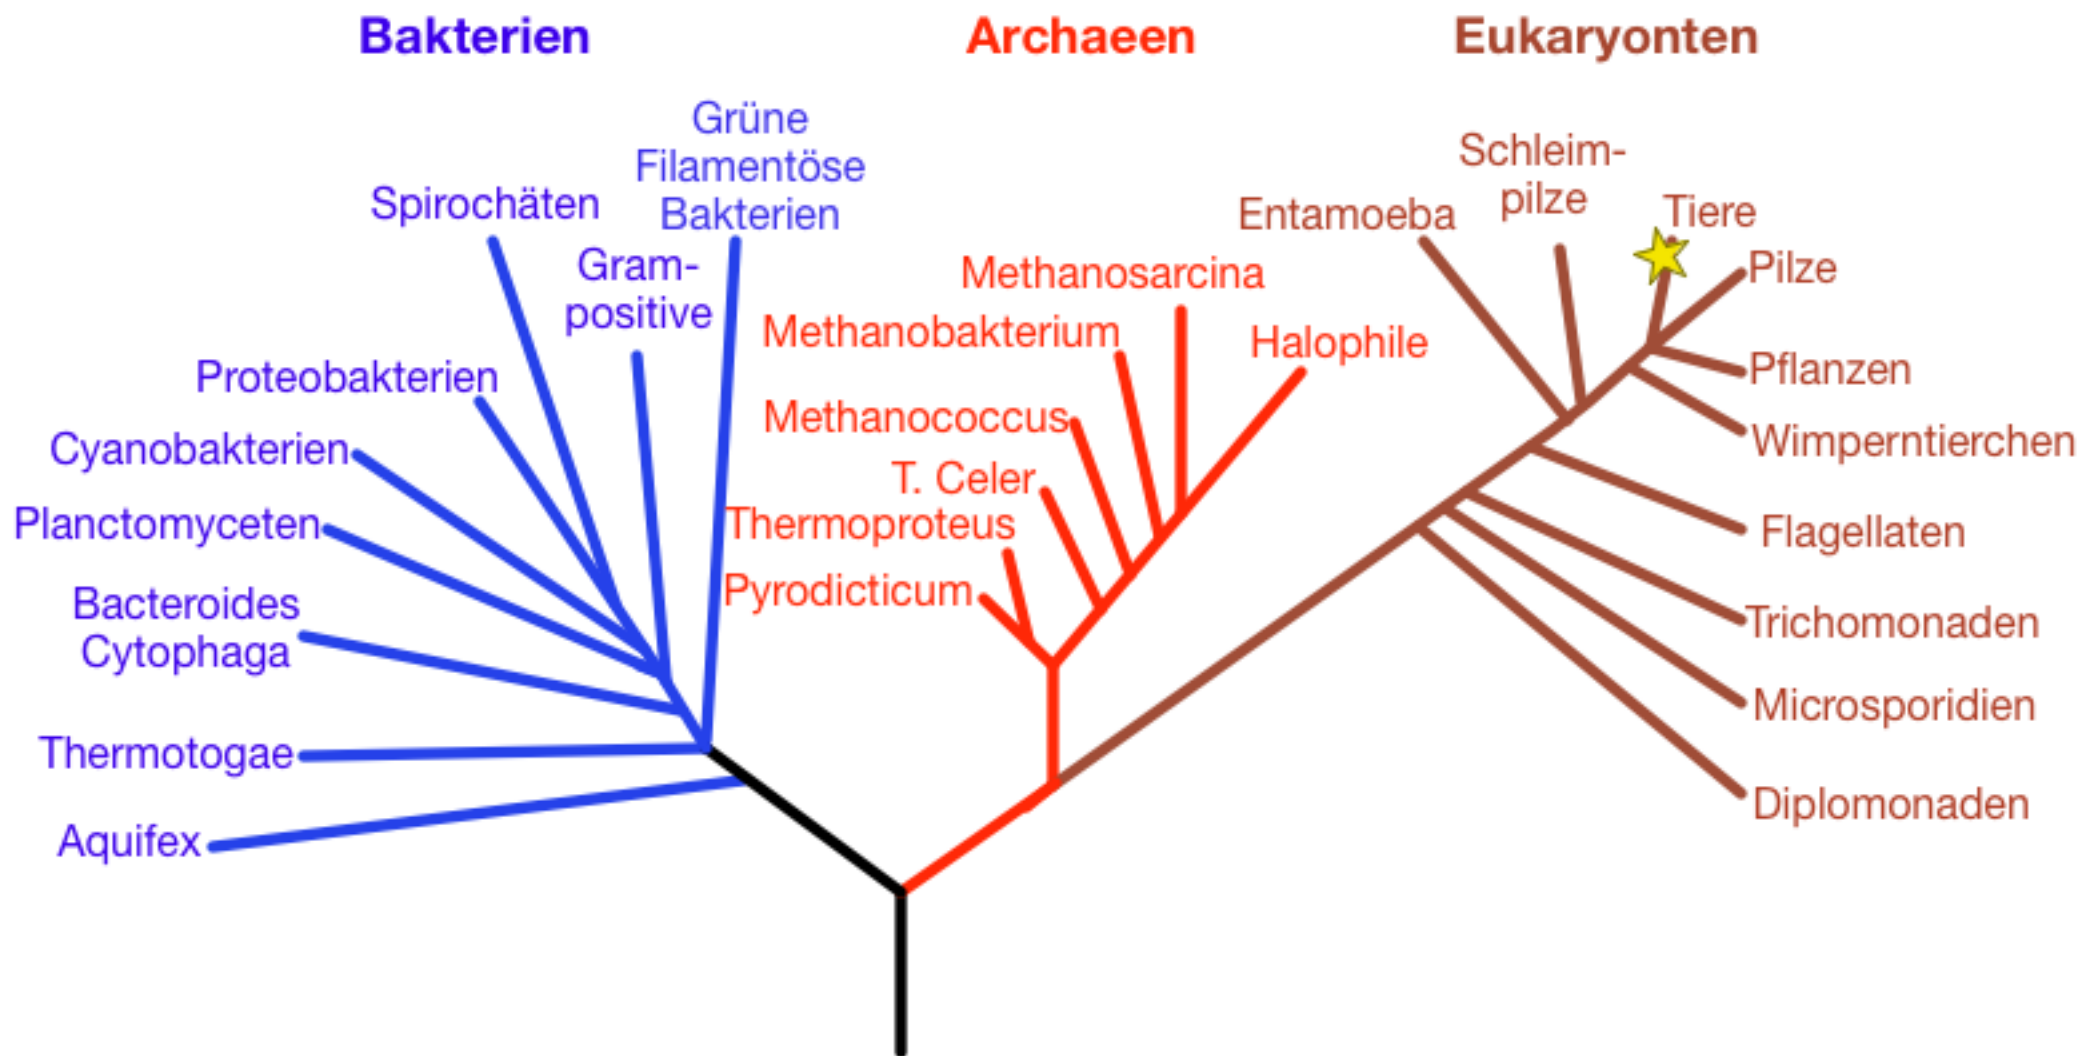 Bakterien
Archaeen
Eukaryonten
Grüne
Filamentöse
Bakterien
Spirochäten
Gram-
positive
Proteobakterien
Cyanobakterien
Planctomyceten
Bacteroides
Cytophaga
Thermotogae
Aquifex
Methanosarcina
Methanobakterium
Halophile
Methanococcus
T. Celer
Thermoproteus
Pyrodicticum
Entamoeba
Schleim-
pilze
Tiere
Pilze
Pflanzen
Wimperntierchen
Flagellaten
Trichomonaden
Microsporidien
Diplomonaden